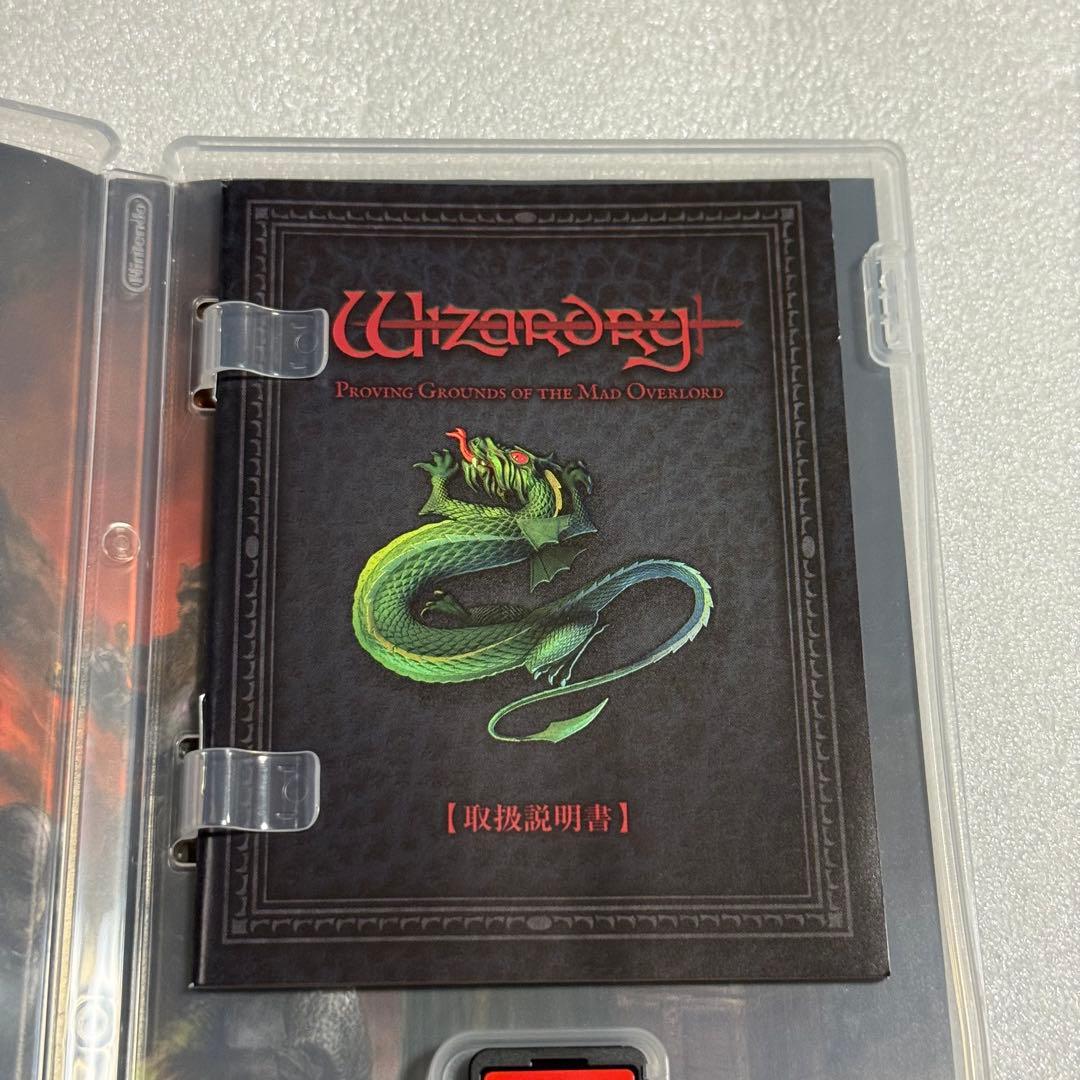 Nintendo
Wizardry
Proving Grounds of the Mad Overlord
【取扱説明書】